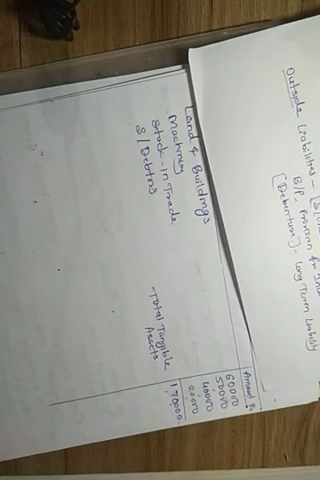 Outside Liabilities -
B/P, Provision for
[Debenture] - Long Term Liability
Amount ₹
Land & Buildings 60000
Machinery 50000
Stock-In Trade 40000
S/Debtors 20000
- Total Tangible 170000
Assets